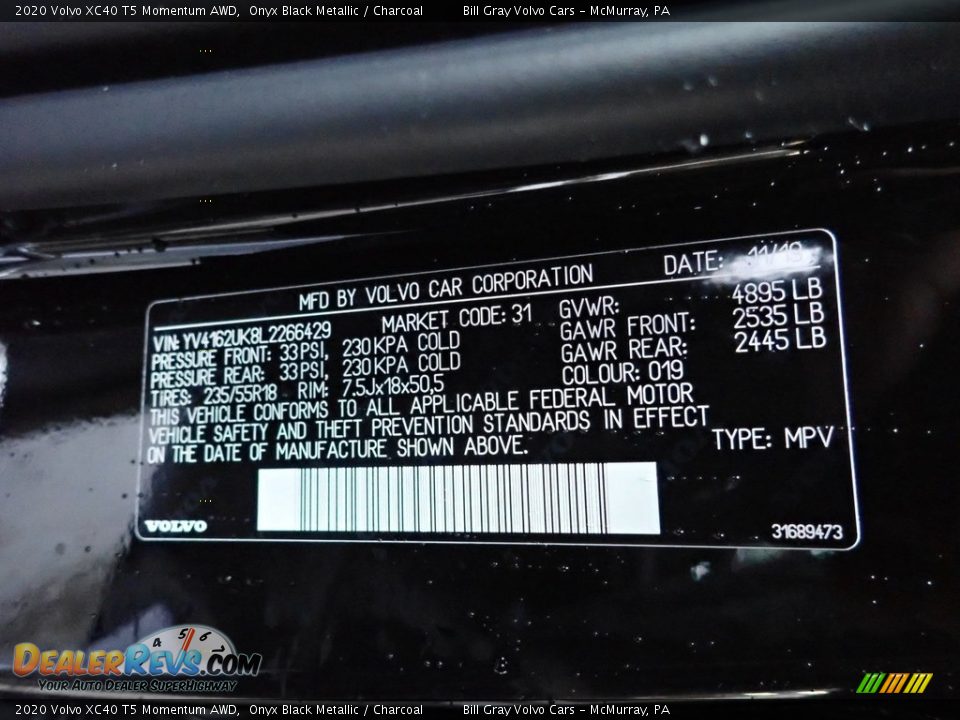 2020 Volvo XC40 T5 Momentum AWD, Onyx Black Metallic / Charcoal Bill Gray Volvo Cars - McMurray, PA
MFD BY VOLVO CAR CORPORATION DATE: 11/19
VIN: YV4162UK8L2266429 MARKET CODE: 31 GVWR: 4895 LB
PRESSURE FRONT: 33 PSI, 230 KPA COLD GAWR FRONT: 2535 LB
PRESSURE REAR: 33 PSI, 230 KPA COLD GAWR REAR: 2445 LB
TIRES: 235/55R18 RIM: 7.5Jx18x50,5 COLOUR: 019
THIS VEHICLE CONFORMS TO ALL APPLICABLE FEDERAL MOTOR
VEHICLE SAFETY AND THEFT PREVENTION STANDARDS IN EFFECT
ON THE DATE OF MANUFACTURE SHOWN ABOVE. TYPE: MPV
VOLVO 31689473
4 5 6
DEALERREVS.COM
YOUR AUTO DEALER SUPERHIGHWAY
2020 Volvo XC40 T5 Momentum AWD, Onyx Black Metallic / Charcoal Bill Gray Volvo Cars - McMurray, PA